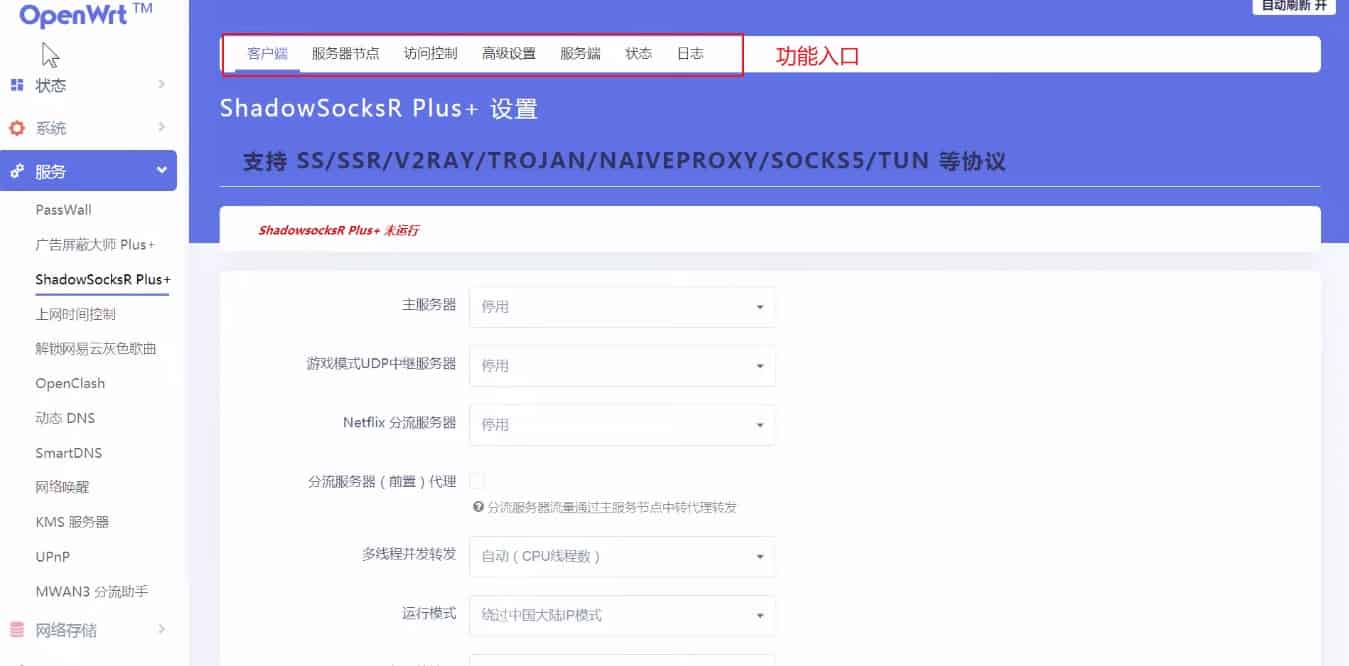 OpenWrt TM
自动刷新 开
状态
系统
服务
PassWall
广告屏蔽大师 Plus+
ShadowSocksR Plus+
上网时间控制
解锁网易云灰色歌曲
OpenClash
动态 DNS
SmartDNS
网络唤醒
KMS 服务器
UPnP
MWAN3 分流助手
网络存储
客户端 服务器节点 访问控制 高级设置 服务端 状态 日志
功能入口
ShadowSocksR Plus+ 设置
支持 SS/SSR/V2RAY/TROJAN/NAIVEPROXY/SOCKS5/TUN 等协议
ShadowsocksR Plus+ 未运行
主服务器 停用
游戏模式UDP中继服务器 停用
Netflix 分流服务器 停用
分流服务器（前置）代理
分流服务器流量通过主服务节点中转代理转发
多线程并发转发 自动（CPU线程数）
运行模式 绕过中国大陆IP模式